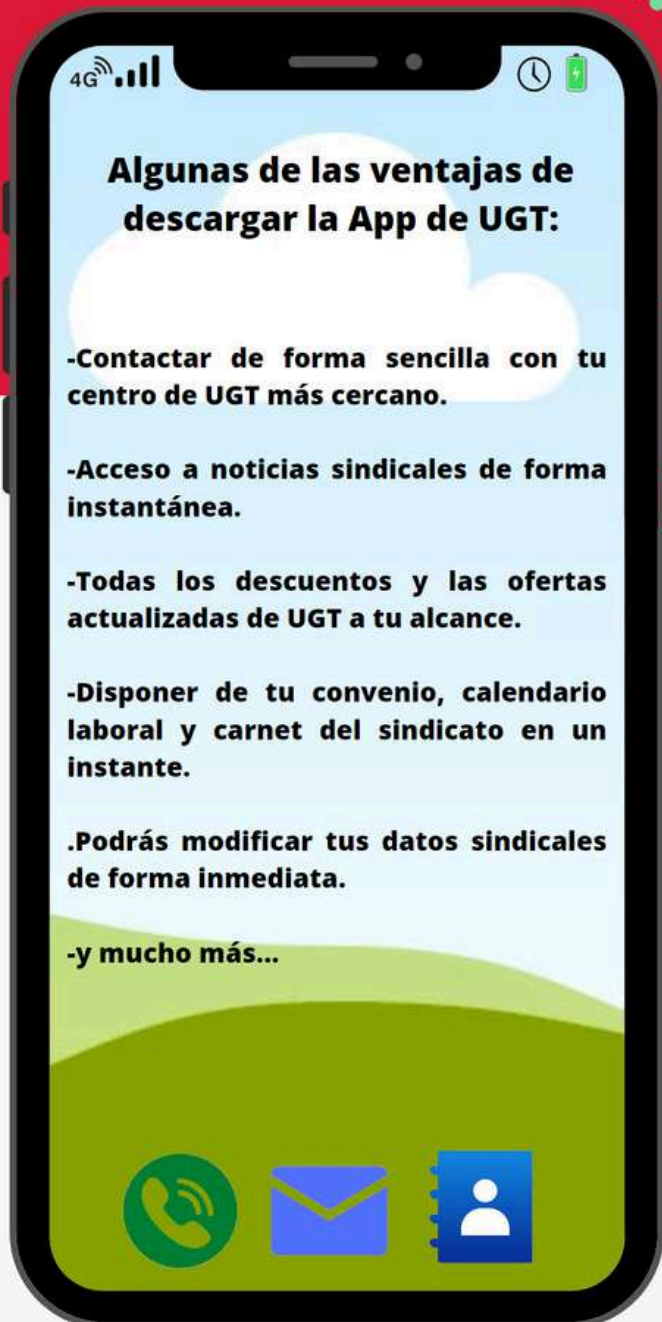 4G
Algunas de las ventajas de
descargar la App de UGT:
-Contactar de forma sencilla con tu
centro de UGT más cercano.
-Acceso a noticias sindicales de forma
instantánea.
-Todas los descuentos y las ofertas
actualizadas de UGT a tu alcance.
-Disponer de tu convenio, calendario
laboral y carnet del sindicato en un
instante.
.Podrás modificar tus datos sindicales
de forma inmediata.
-y mucho más...